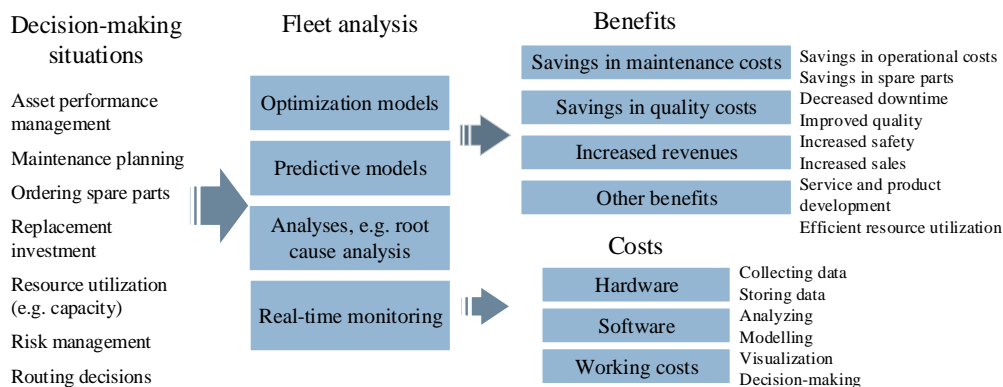 Decision-making
situations
Asset performance
management
Maintenance planning
Ordering spare parts
Replacement
investment
Resource utilization
(e.g. capacity)
Risk management
Routing decisions
Fleet analysis
Optimization models
Predictive models
Analyses, e.g. root
cause analysis
Real-time monitoring
Benefits
Savings in maintenance costs
Savings in quality costs
Increased revenues
Other benefits
Savings in operational costs
Savings in spare parts
Decreased downtime
Improved quality
Increased safety
Increased sales
Service and product
development
Efficient resource utilization
Costs
Hardware
Software
Working costs
Collecting data
Storing data
Analyzing
Modelling
Visualization
Decision-making